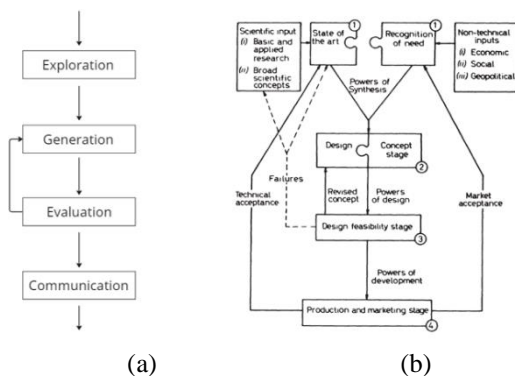 Exploration
Generation
Evaluation
Communication
(a)
Scientific input
(i) Basic and
applied
research
(ii) Broad
scientific
concepts
1
State of
the art
1
Recognition
of need
Non-technical
inputs
(i) Economic
(ii) Social
(iii) Geopolitical
Powers of
Synthesis
Design
Concept
stage
2
Failures
Technical
acceptance
Revised
concept
Powers
of design
Market
acceptance
Design feasibility stage
3
Powers of
development
Production and marketing stage
4
(b)